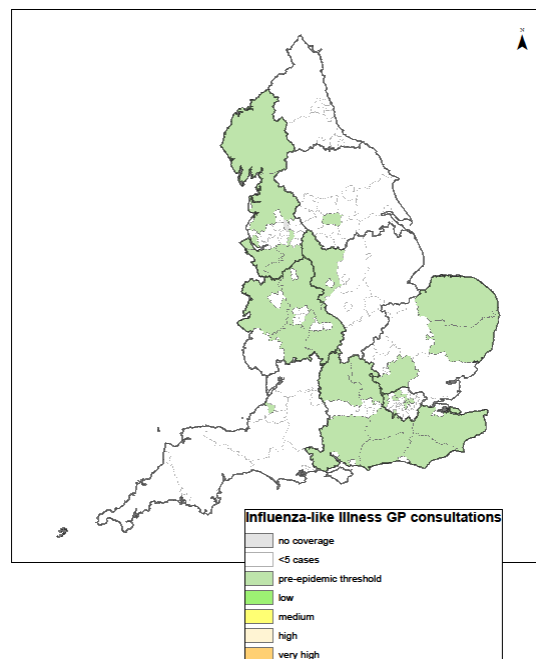 N
Influenza-like Illness GP consultations
no coverage
<5 cases
pre-epidemic threshold
low
medium
high
very high